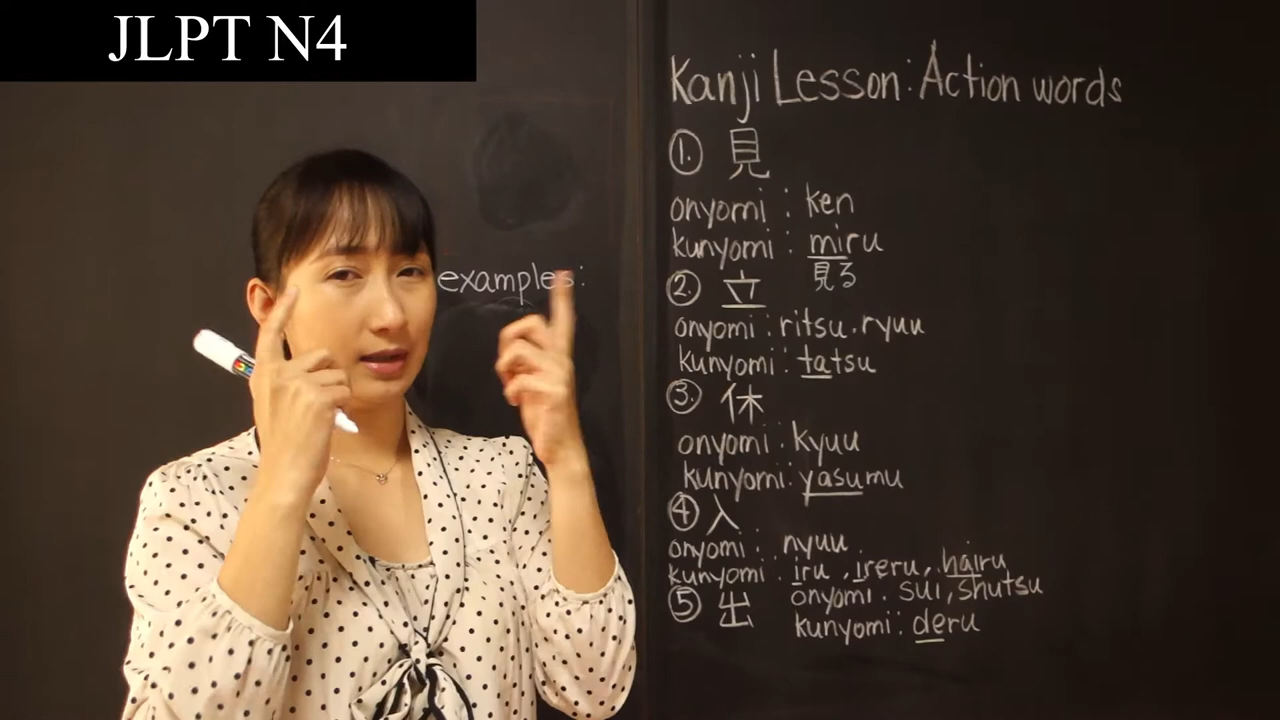 JLPT N4
Kanji Lesson: Action words
① 見
onyomi : ken
kunyomi : miru
見る
② 立
onyomi : ritsu.ryuu
kunyomi : tatsu
③ 休
onyomi : kyuu
kunyomi : yasumu
④ 入
onyomi : nyuu
kunyomi : iru, ireru, hairu
⑤ 出
onyomi : sui, shutsu
kunyomi : deru
examples: